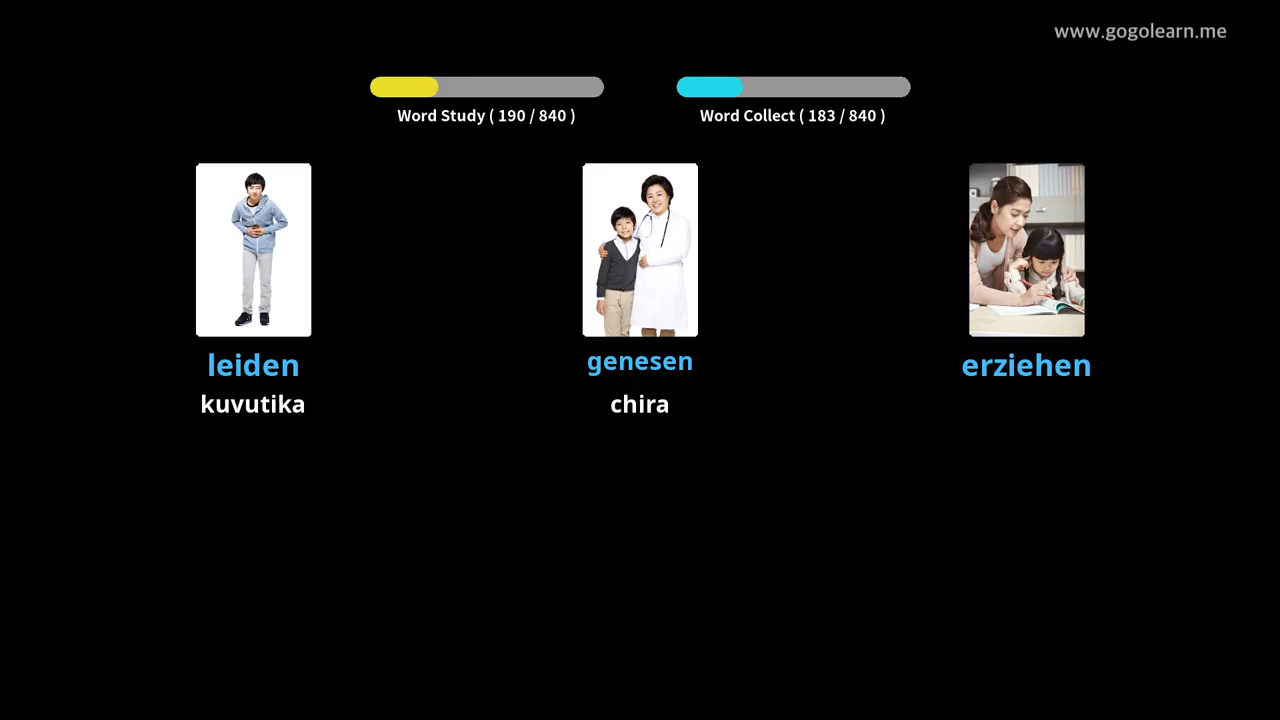 www.gogolearn.me
Word Study ( 190 / 840 )
Word Collect ( 183 / 840 )
leiden
genesen
erziehen
kuvutika
chira